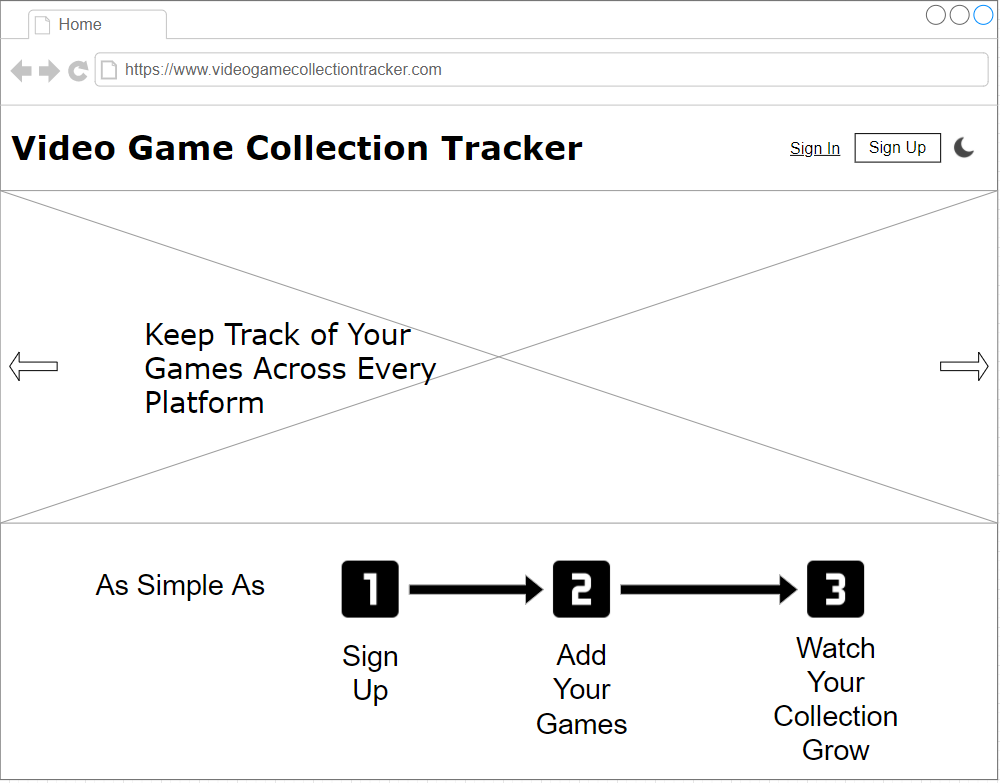 Home
https://www.videogamecollectiontracker.com
Video Game Collection Tracker
Sign In
Sign Up
Keep Track of Your
Games Across Every
Platform
As Simple As
1
2
3
Sign
Up
Add
Your
Games
Watch
Your
Collection
Grow